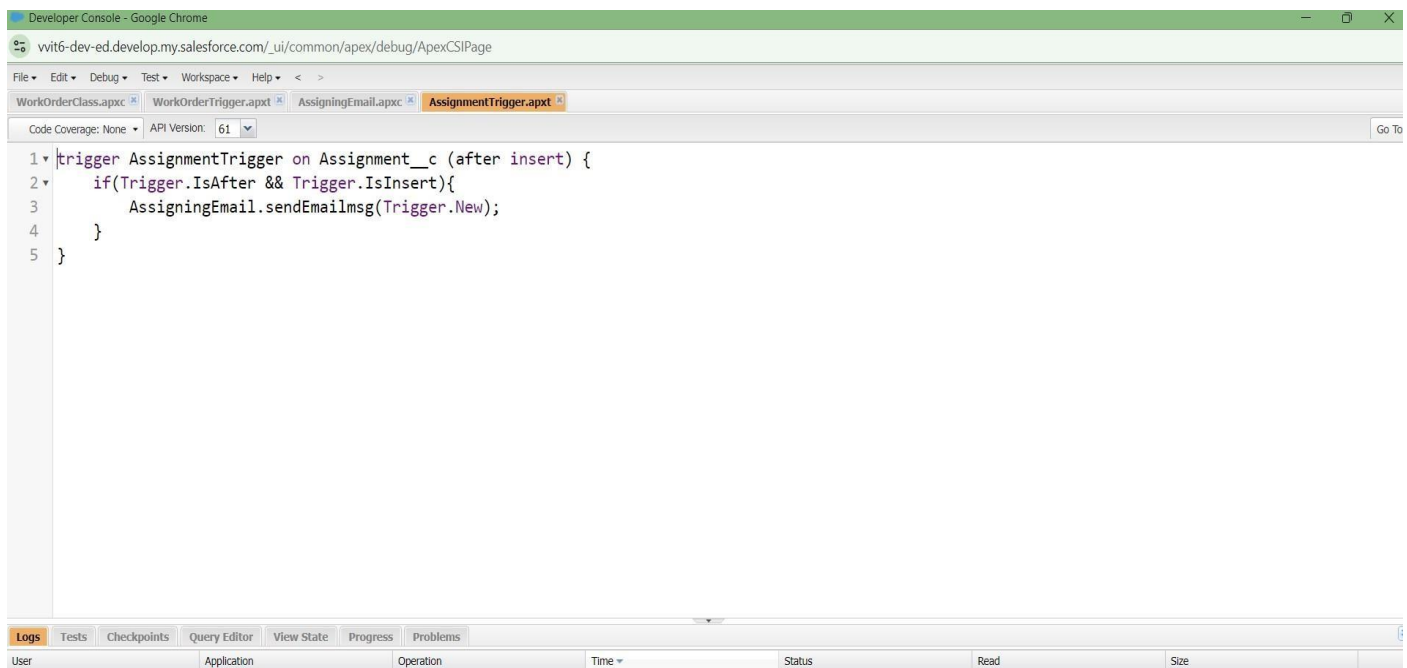 Developer Console - Google Chrome
vvit6-dev-ed.develop.my.salesforce.com/_ui/common/apex/debug/ApexCSIPage
File Edit Debug Test Workspace Help < >
WorkOrderClass.apxc WorkOrderTrigger.apxt AssigningEmail.apxc AssignmentTrigger.apxt
Code Coverage: None API Version: 61 Go To
1 trigger AssignmentTrigger on Assignment__c (after insert) {
2 if(Trigger.IsAfter && Trigger.IsInsert){
3 AssigningEmail.sendEmailmsg(Trigger.New);
4 }
5 }
Logs Tests Checkpoints Query Editor View State Progress Problems
User Application Operation Time Status Read Size